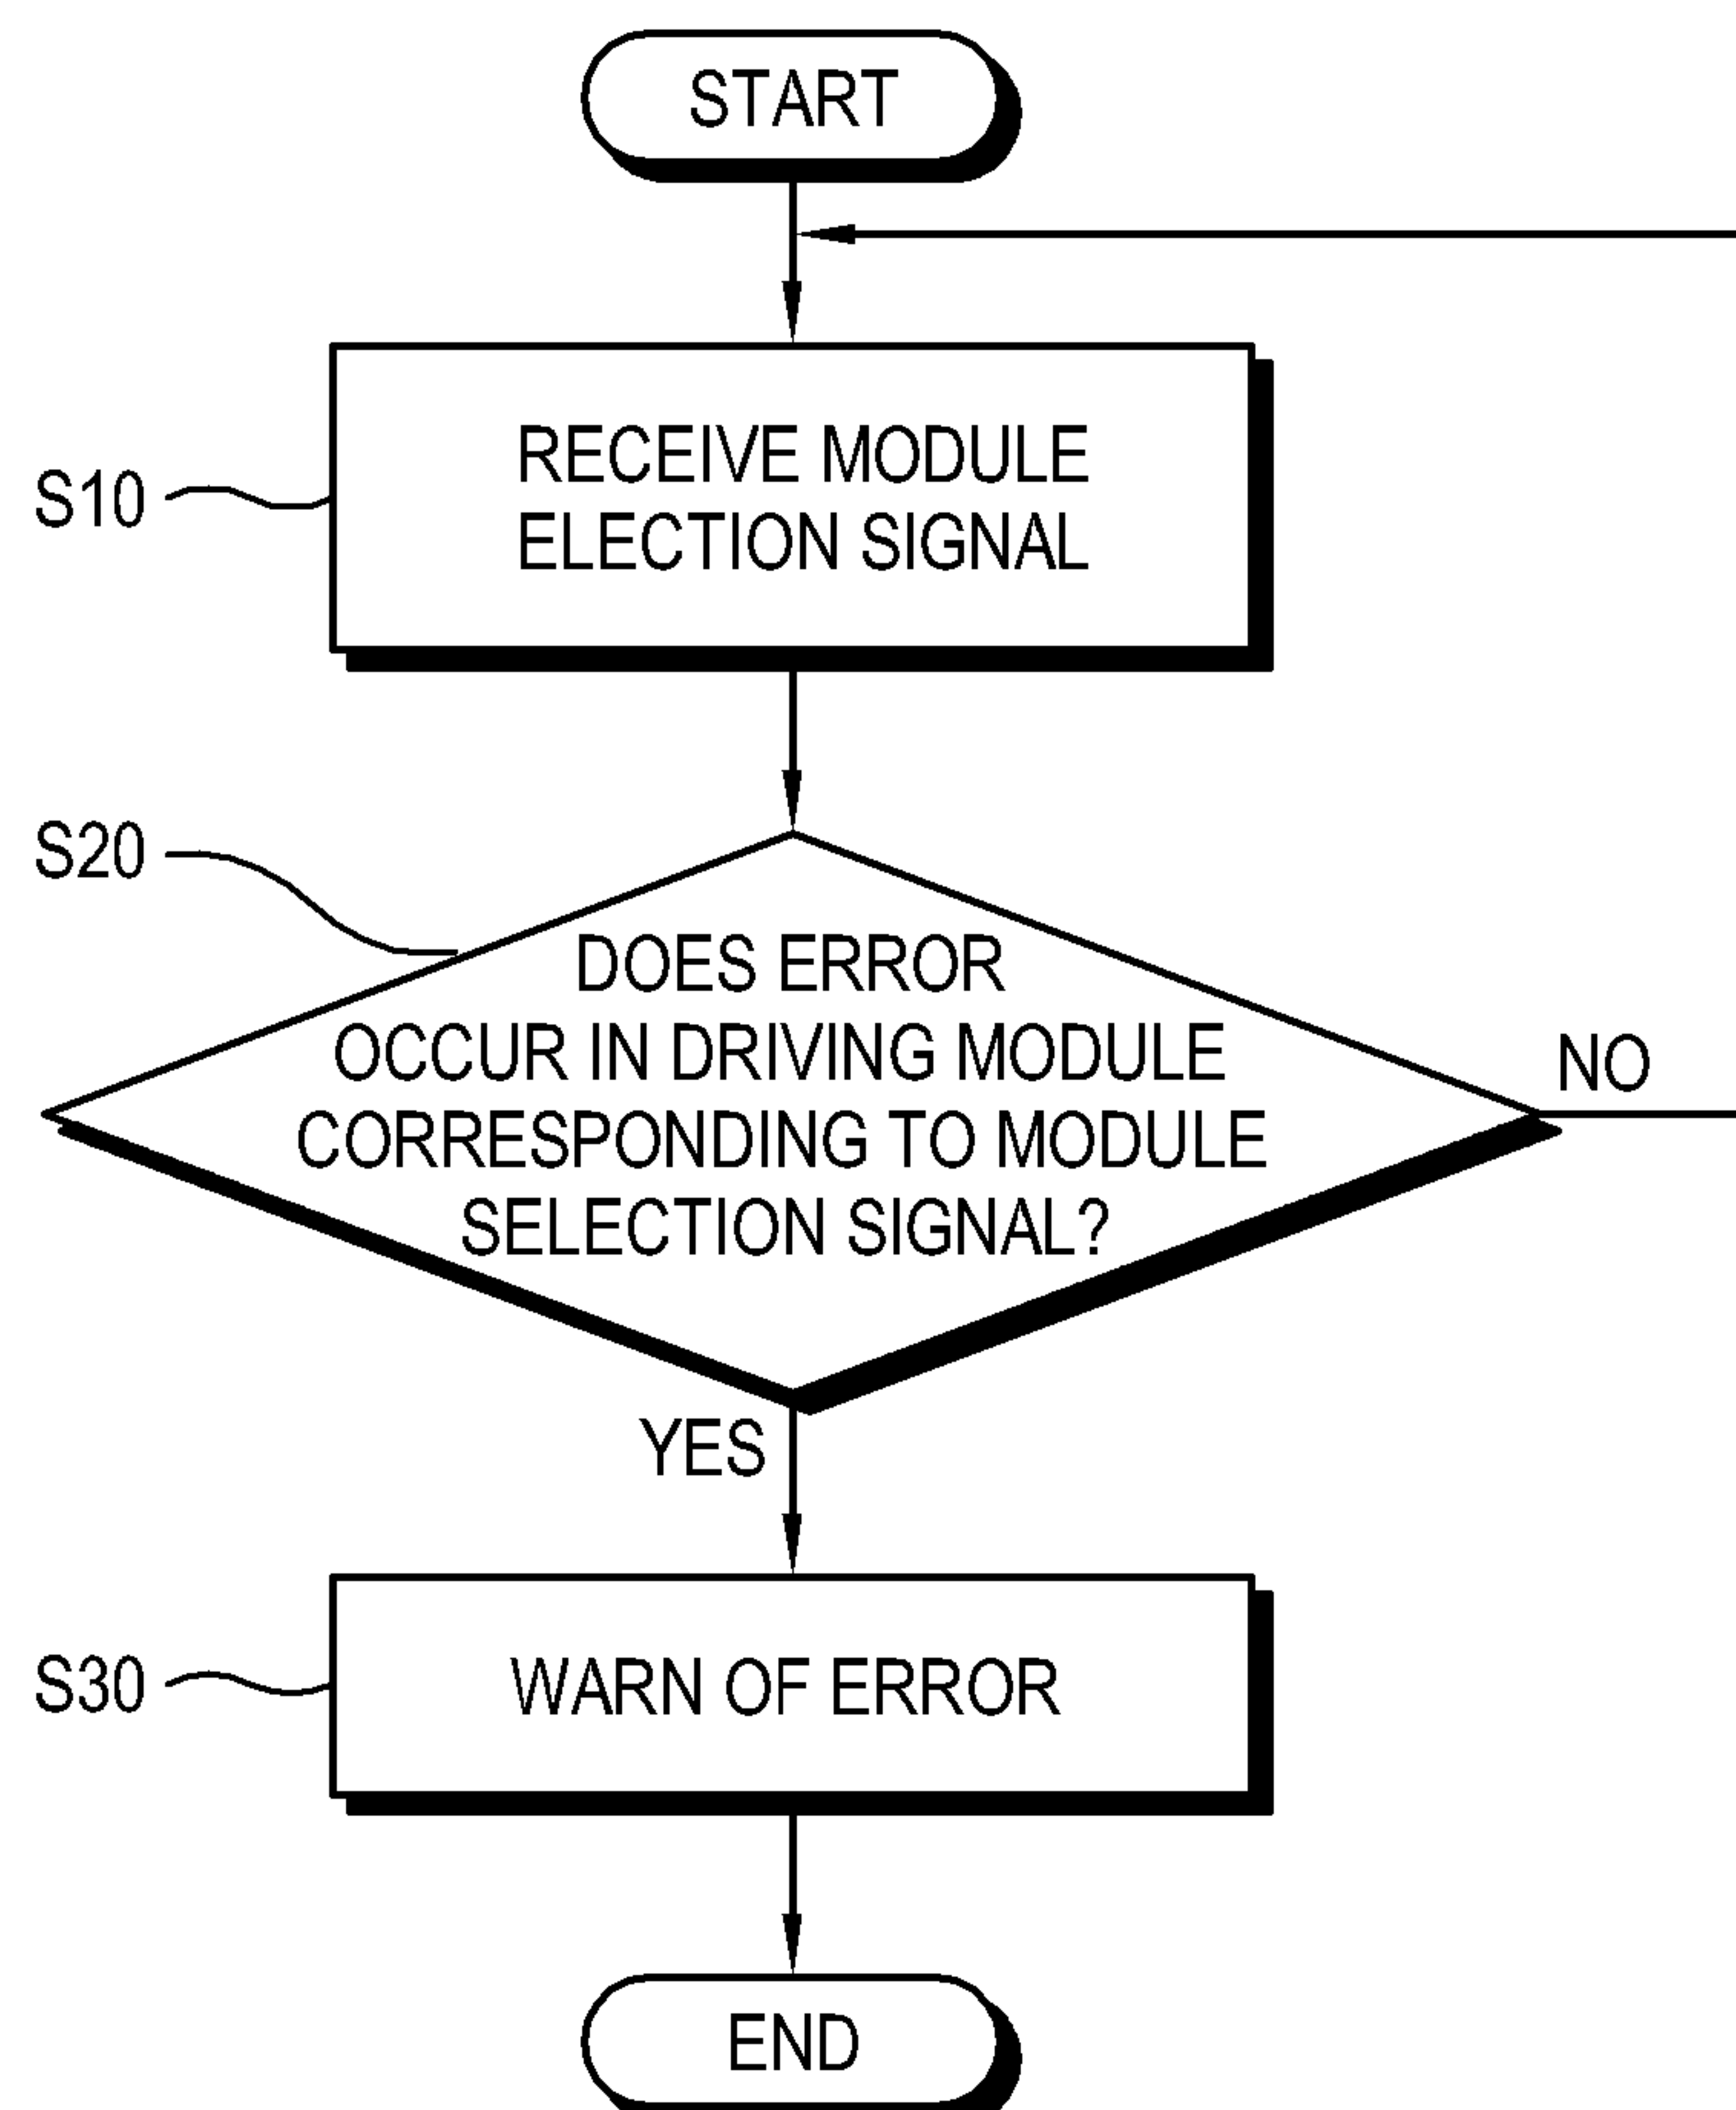 START
S10
RECEIVE MODULE
ELECTION SIGNAL
S20
DOES ERROR
OCCUR IN DRIVING MODULE
CORRESPONDING TO MODULE
SELECTION SIGNAL?
NO
YES
S30
WARN OF ERROR
END